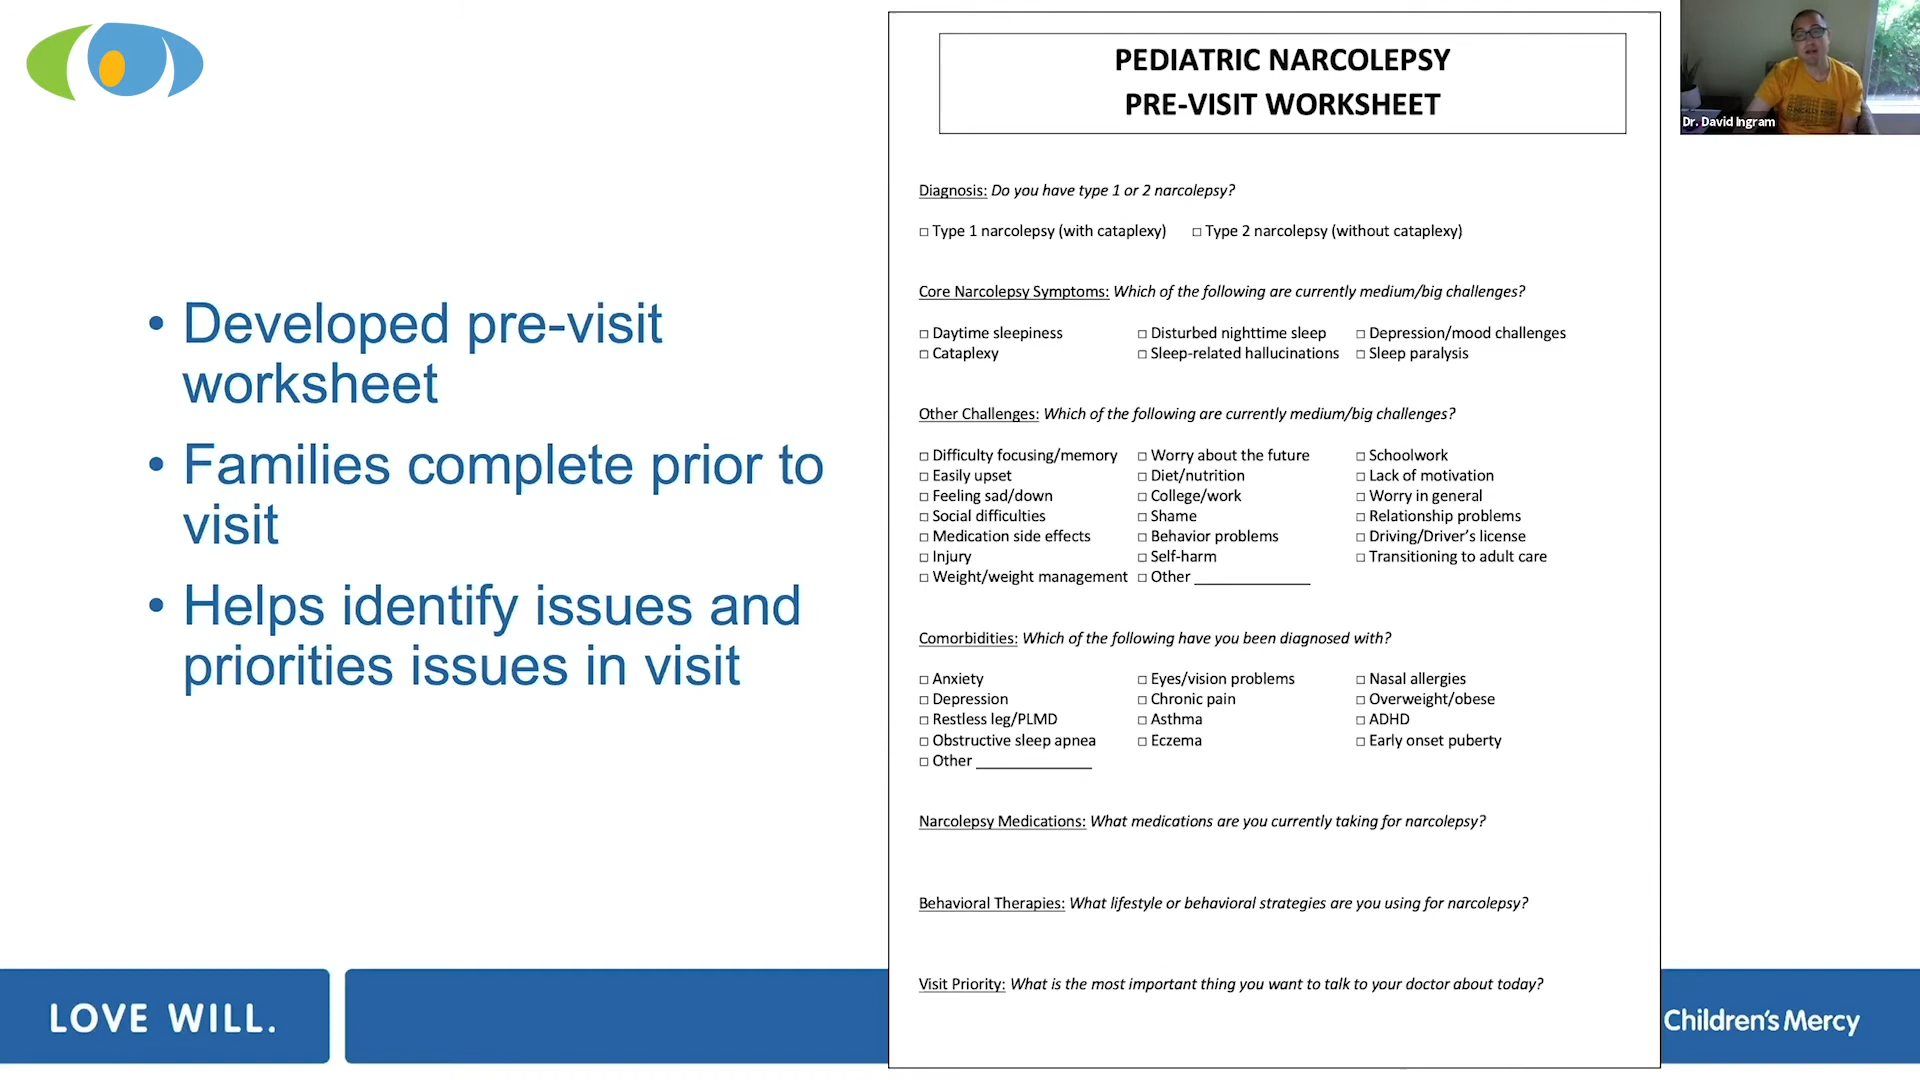 • Developed pre-visit
worksheet
• Families complete prior to
visit
• Helps identify issues and
priorities issues in visit
PEDIATRIC NARCOLEPSY
PRE-VISIT WORKSHEET
Diagnosis: Do you have type 1 or 2 narcolepsy?
□ Type 1 narcolepsy (with cataplexy) □ Type 2 narcolepsy (without cataplexy)
Core Narcolepsy Symptoms: Which of the following are currently medium/big challenges?
□ Daytime sleepiness □ Disturbed nighttime sleep □ Depression/mood challenges
□ Cataplexy □ Sleep-related hallucinations □ Sleep paralysis
Other Challenges: Which of the following are currently medium/big challenges?
□ Difficulty focusing/memory □ Worry about the future □ Schoolwork
□ Easily upset □ Diet/nutrition □ Lack of motivation
□ Feeling sad/down □ College/work □ Worry in general
□ Social difficulties □ Shame □ Relationship problems
□ Medication side effects □ Behavior problems □ Driving/Driver's license
□ Injury □ Self-harm □ Transitioning to adult care
□ Weight/weight management □ Other ______________
Comorbidities: Which of the following have you been diagnosed with?
□ Anxiety □ Eyes/vision problems □ Nasal allergies
□ Depression □ Chronic pain □ Overweight/obese
□ Restless leg/PLMD □ Asthma □ ADHD
□ Obstructive sleep apnea □ Eczema □ Early onset puberty
□ Other ______________
Narcolepsy Medications: What medications are you currently taking for narcolepsy?
Behavioral Therapies: What lifestyle or behavioral strategies are you using for narcolepsy?
Visit Priority: What is the most important thing you want to talk to your doctor about today?
Dr. David Ingram
LOVE WILL.
Children's Mercy